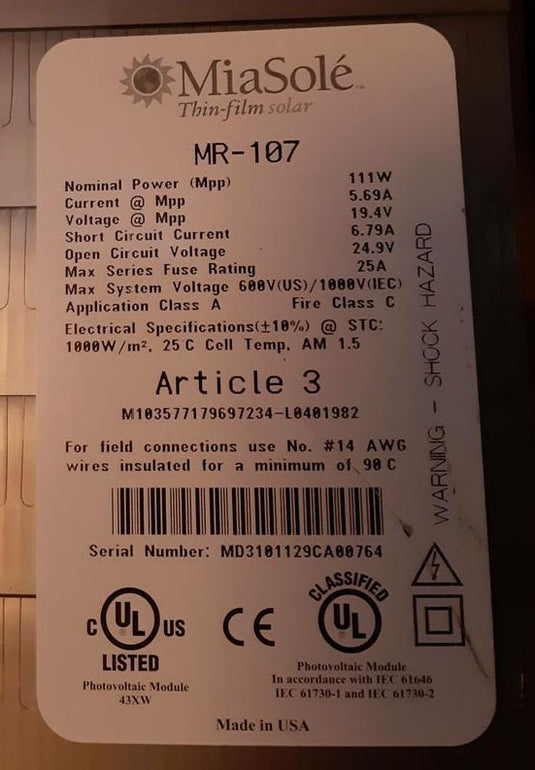 MiaSolé™
Thin-film solar
MR-107
Nominal Power (Mpp) 111W
Current @ Mpp 5.69A
Voltage @ Mpp 19.4V
Short Circuit Current 6.79A
Open Circuit Voltage 24.9V
Max Series Fuse Rating 25A
Max System Voltage 600V(US)/1000V(IEC)
Application Class A Fire Class C
Electrical Specifications(±10%) @ STC:
1000W/m², 25 C Cell Temp, AM 1.5
Article 3
M103577179697234-L0401982
For field connections use No. #14 AWG
wires insulated for a minimum of 90 C
Serial Number: MD3101129CA00764
WARNING - SHOCK HAZARD
C UL US
LISTED
Photovoltaic Module
43XW
CE
CLASSIFIED
UL
Photovoltaic Module
In accordance with IEC 61646
IEC 61730-1 and IEC 61730-2
Made in USA